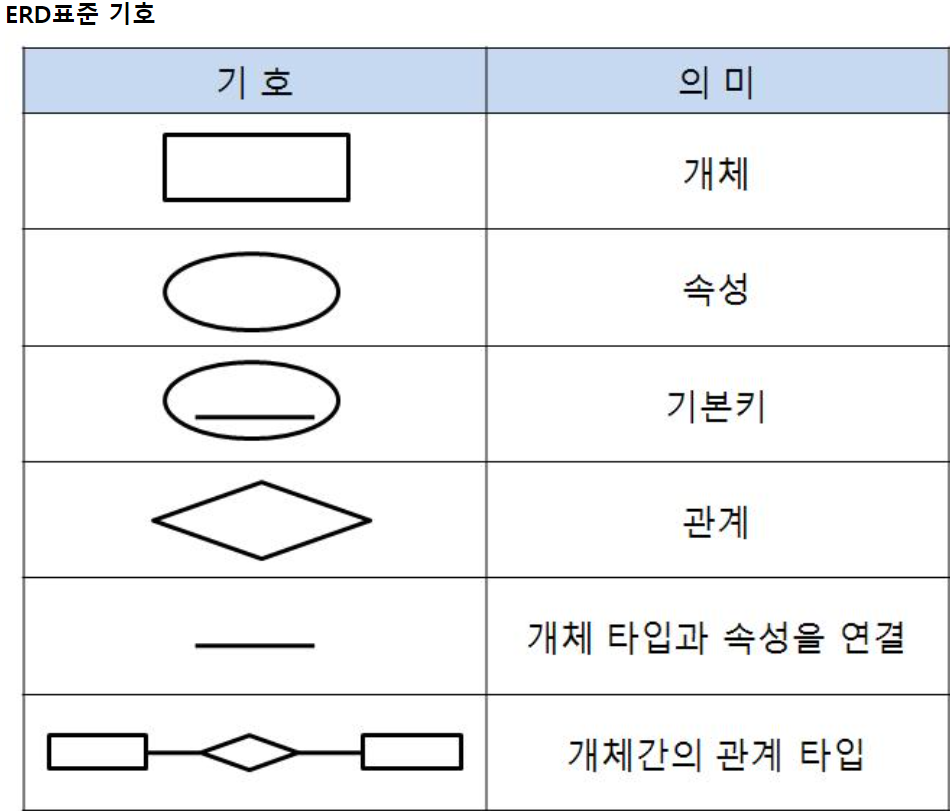 ERD표준 기호
기 호
의 미
개체
속성
기본키
관계
개체 타입과 속성을 연결
개체간의 관계 타입